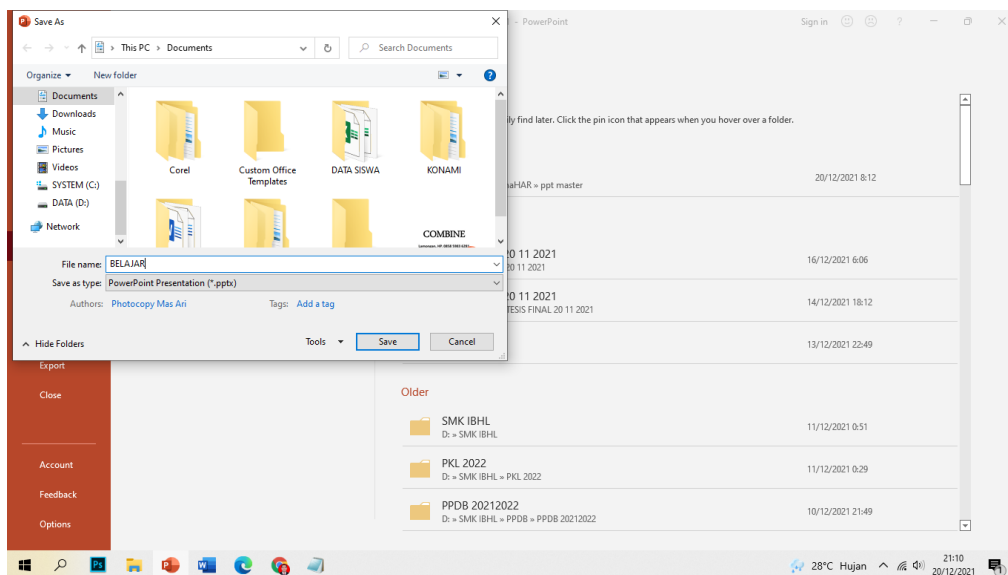 Save As
- PowerPoint
Sign in
?
This PC > Documents
Search Documents
Organize
New folder
Documents
Downloads
Music
Pictures
Videos
SYSTEM (C:)
DATA (D:)
Network
Corel
Custom Office
Templates
DATA SISWA
KONAMI
COMBINE
File name: BELAJAR
Save as type: PowerPoint Presentation (*.pptx)
Authors: Photocopy Mas Ari
Tags: Add a tag
Hide Folders
Tools
Save
Cancel
ily find later. Click the pin icon that appears when you hover over a folder.
aHAR » ppt master
20/12/2021 8:12
20 11 2021
20 11 2021
16/12/2021 6:06
20 11 2021
TESIS FINAL 20 11 2021
14/12/2021 18:12
13/12/2021 22:49
Older
SMK IBHL
D: » SMK IBHL
11/12/2021 0:51
PKL 2022
D: » SMK IBHL » PKL 2022
11/12/2021 0:29
PPDB 20212022
D: » SMK IBHL » PPDB » PPDB 20212022
10/12/2021 21:49
Export
Close
Account
Feedback
Options
Ps
28°C Hujan
21:10
20/12/2021